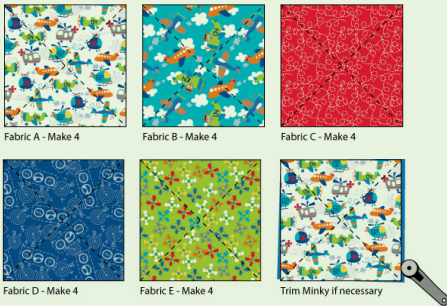 Fabric A - Make 4
Fabric B - Make 4
Fabric C - Make 4
Fabric D - Make 4
Fabric E - Make 4
Trim Minky if necessary